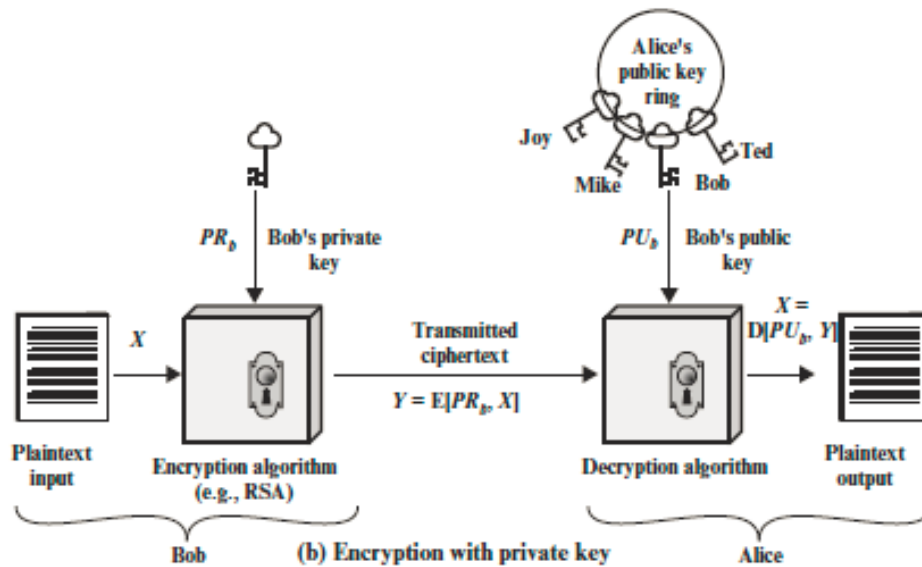 Alice's
public key
ring
Joy
Ted
Mike
Bob
PR_b
Bob's private
key
PU_b
Bob's public
key
X
Transmitted
ciphertext
X =
D[PU_b, Y]
Y = E[PR_b, X]
Plaintext
input
Encryption algorithm
(e.g., RSA)
Decryption algorithm
Plaintext
output
Bob
(b) Encryption with private key
Alice